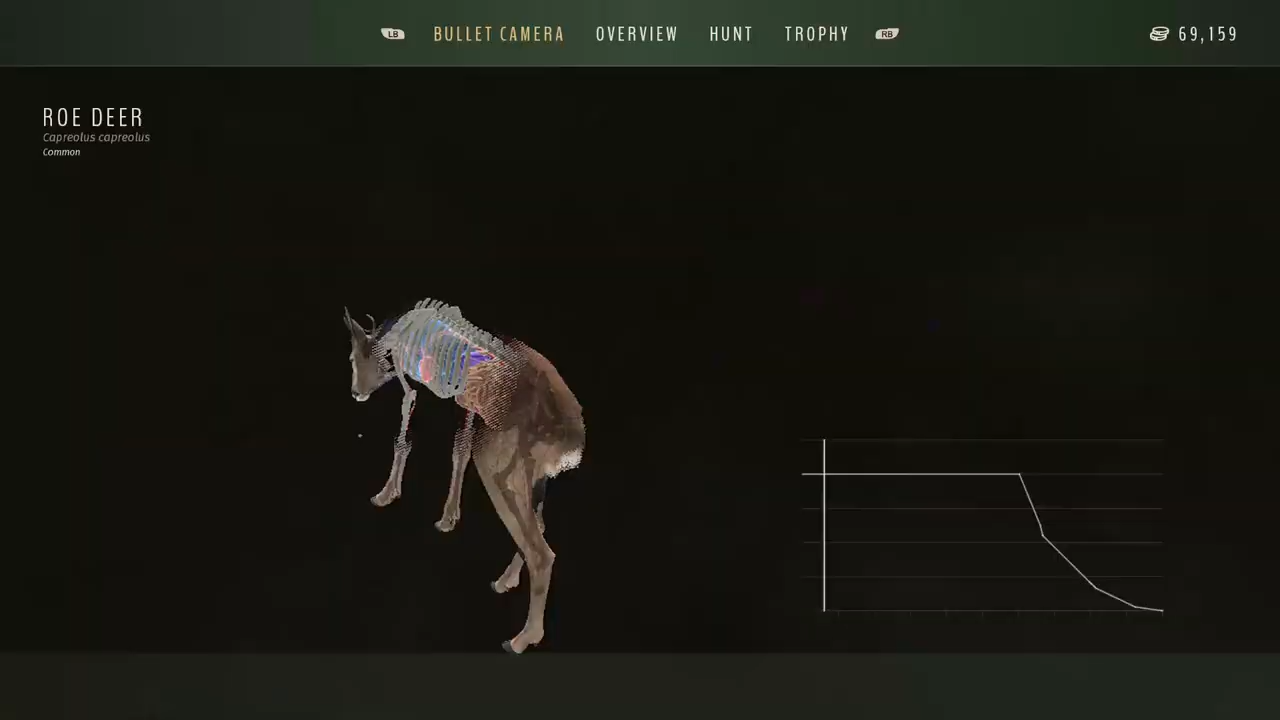 LB BULLET CAMERA OVERVIEW HUNT TROPHY RB 69,159
ROE DEER
Capreolus capreolus
Common